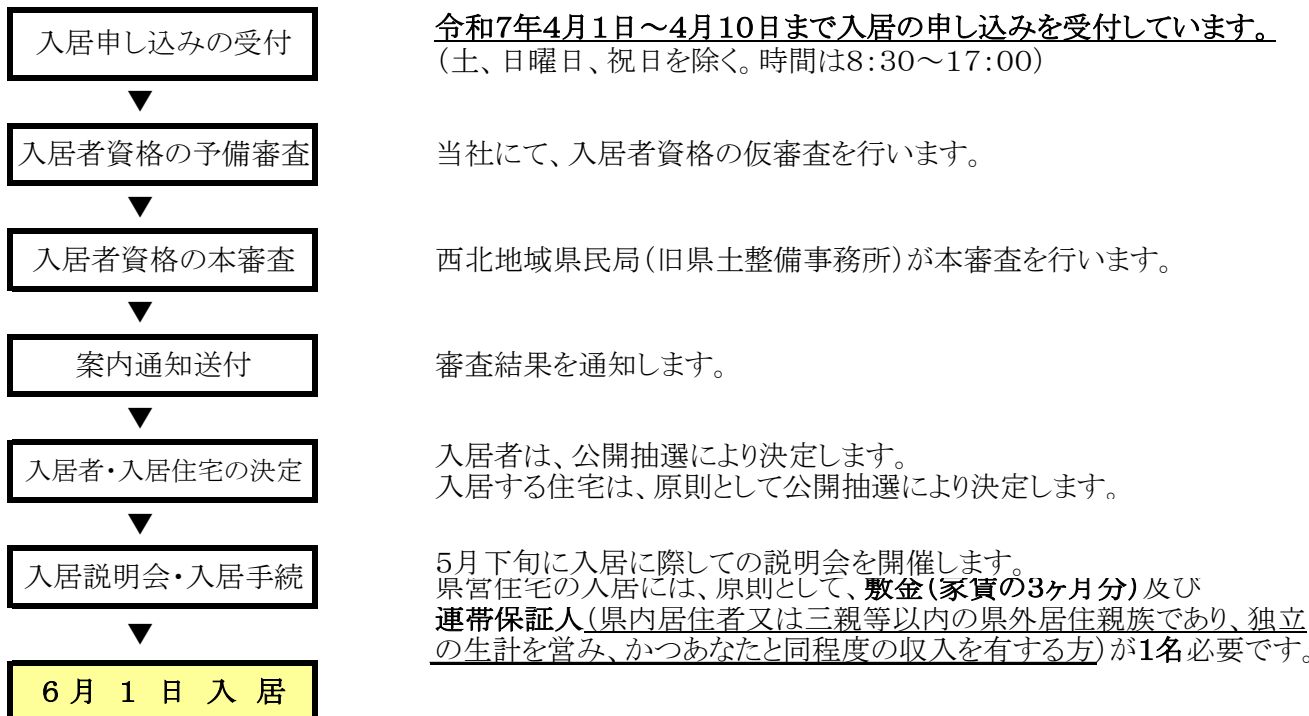 入居申し込みの受付
令和7年4月1日～4月10日まで入居の申し込みを受付しています。
（土、日曜日、祝日を除く。時間は8：30～17：00）
▼
入居者資格の予備審査
当社にて、入居者資格の仮審査を行います。
▼
入居者資格の本審査
西北地域県民局（旧県土整備事務所）が本審査を行います。
▼
案内通知送付
審査結果を通知します。
▼
入居者・入居住宅の決定
入居者は、公開抽選により決定します。
入居する住宅は、原則として公開抽選により決定します。
▼
入居説明会・入居手続
5月下旬に入居に際しての説明会を開催します。
県営住宅の入居には、原則として、敷金（家賃の3ヶ月分）及び
連帯保証人（県内居住者又は三親等以内の県外居住親族であり、独立
の生計を営み、かつあなたと同程度の収入を有する方）が1名必要です。
▼
6月1日入居